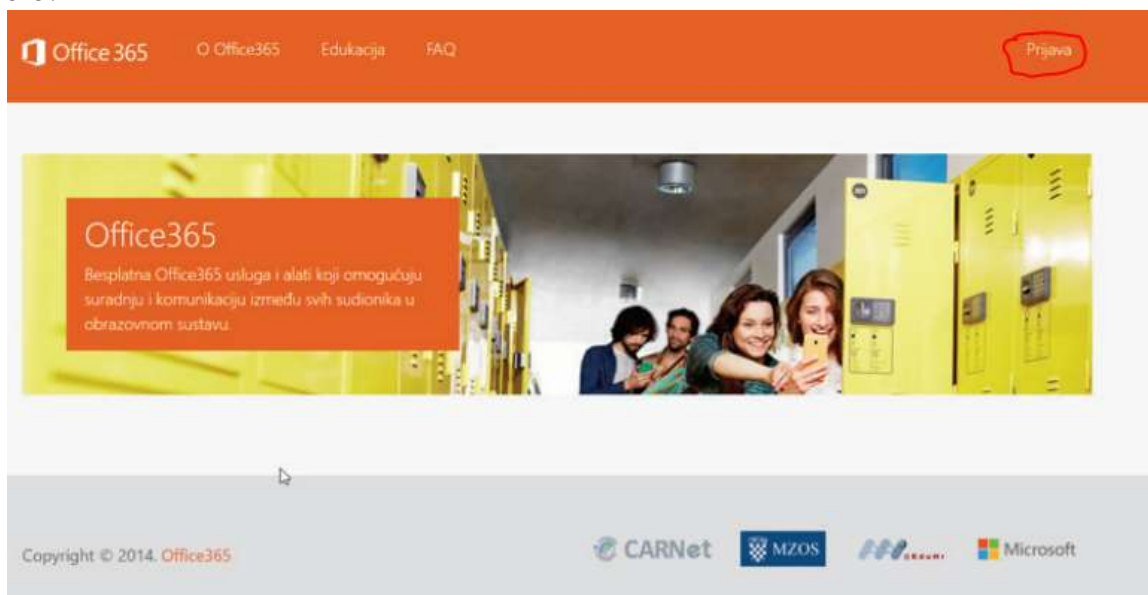 Office 365
O Office365
Edukacija
FAQ
Prijava
Office365
Besplatna Office365 usluga i alati koji omogućuju
suradnju i komunikaciju između svih sudionika u
obrazovnom sustavu.
Copyright © 2014. Office365
CARNet
MZOS
Microsoft